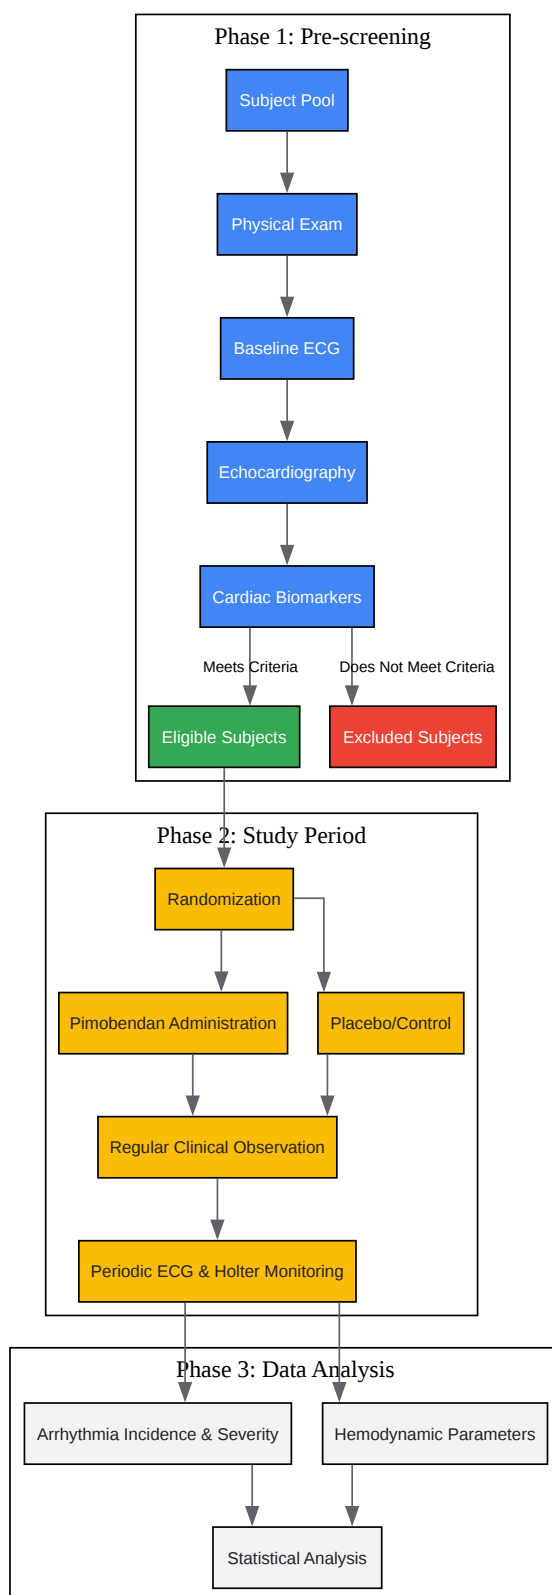 Phase 1: Pre-screening
Subject Pool
Physical Exam
Baseline ECG
Echocardiography
Cardiac Biomarkers
Meets Criteria
Does Not Meet Criteria
Eligible Subjects
Excluded Subjects
Phase 2: Study Period
Randomization
Pimobendan Administration
Placebo/Control
Regular Clinical Observation
Periodic ECG & Holter Monitoring
Phase 3: Data Analysis
Arrhythmia Incidence & Severity
Hemodynamic Parameters
Statistical Analysis